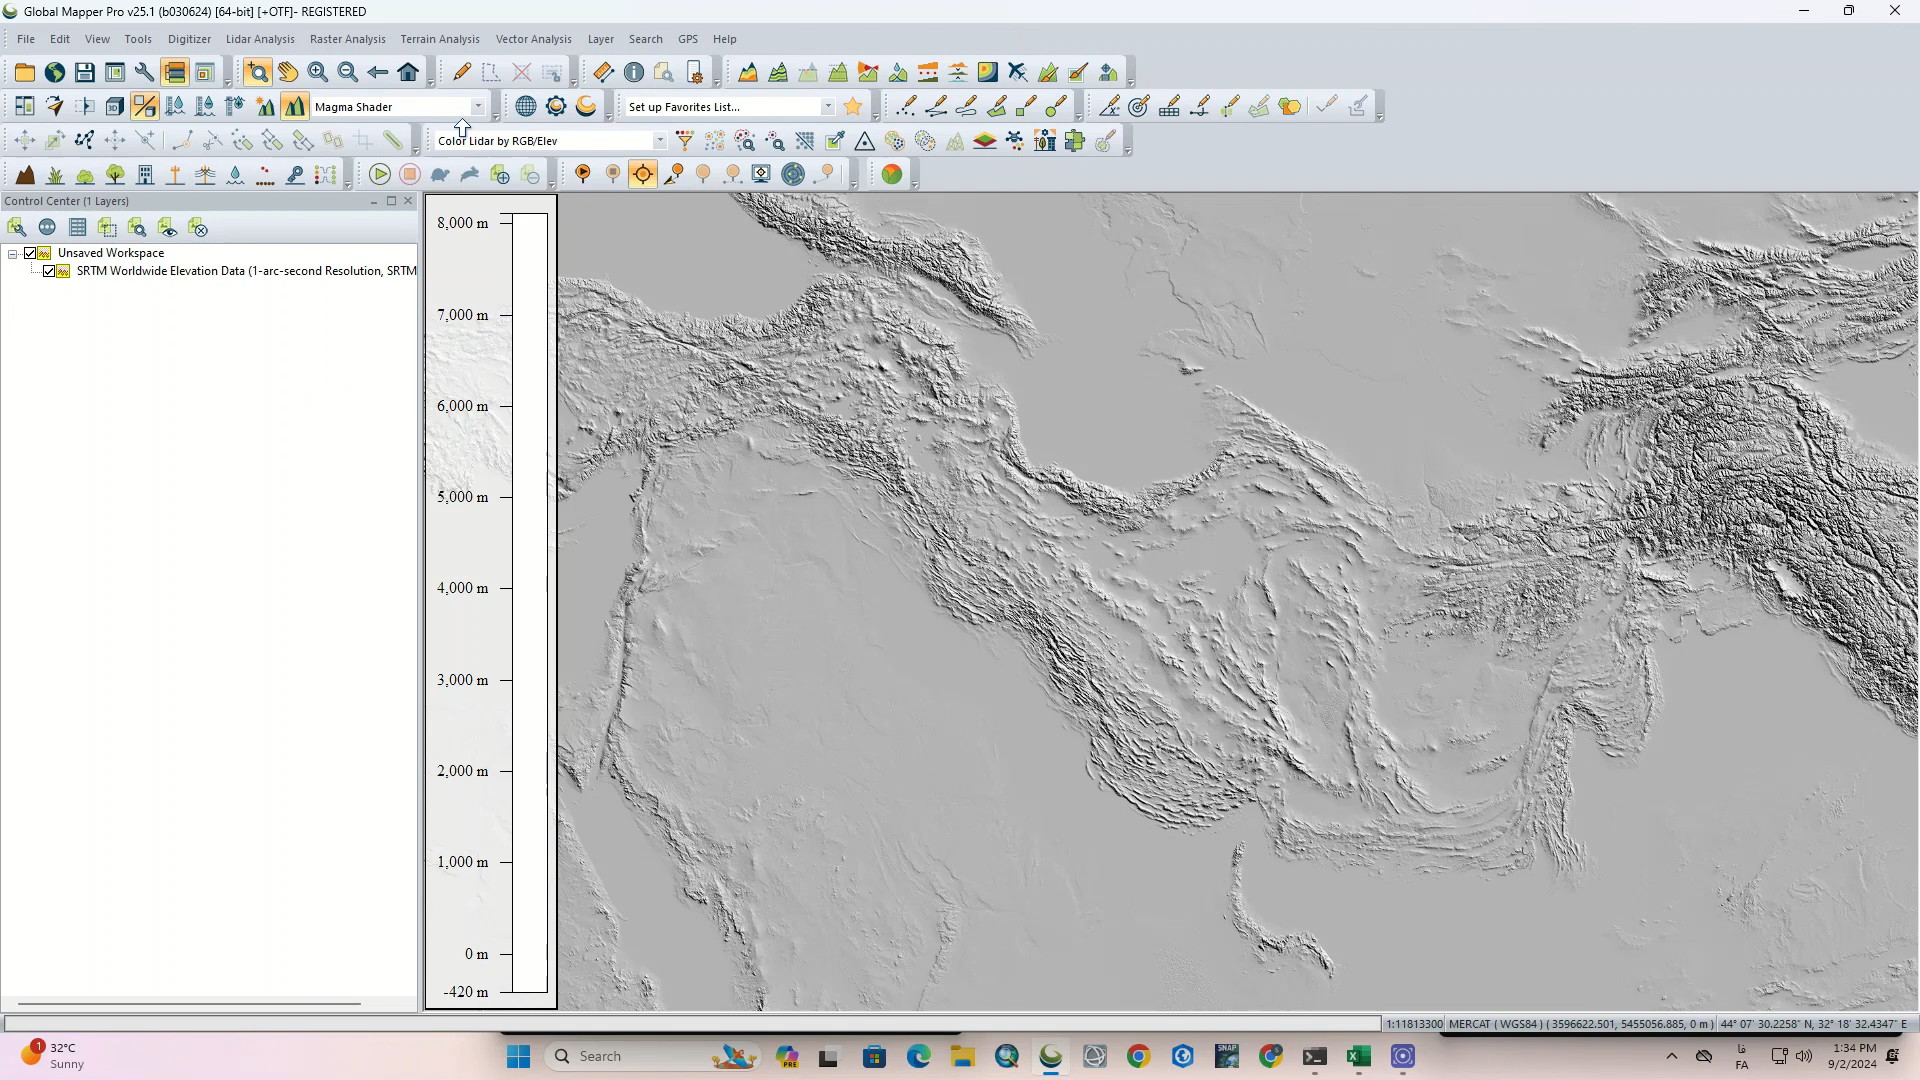 Global Mapper Pro v25.1 (b030624) [64-bit] [+OTF]- REGISTERED
File Edit View Tools Digitizer Lidar Analysis Raster Analysis Terrain Analysis Vector Analysis Layer Search GPS Help
Magma Shader
Set up Favorites List...
Color Lidar by RGB/Elev
Control Center (1 Layers)
Unsaved Workspace
SRTM Worldwide Elevation Data (1-arc-second Resolution, SRTM
8,000 m
7,000 m
6,000 m
5,000 m
4,000 m
3,000 m
2,000 m
1,000 m
0 m
-420 m
1:11813300 MERCAT ( WGS84 ) ( 3596622.501, 5455056.885, 0 m ) 44° 07' 30.2258" N, 32° 18' 32.4347" E
1
32°C
Sunny
Search
PRE
SNAP
فا
FA
1:34 PM
9/2/2024